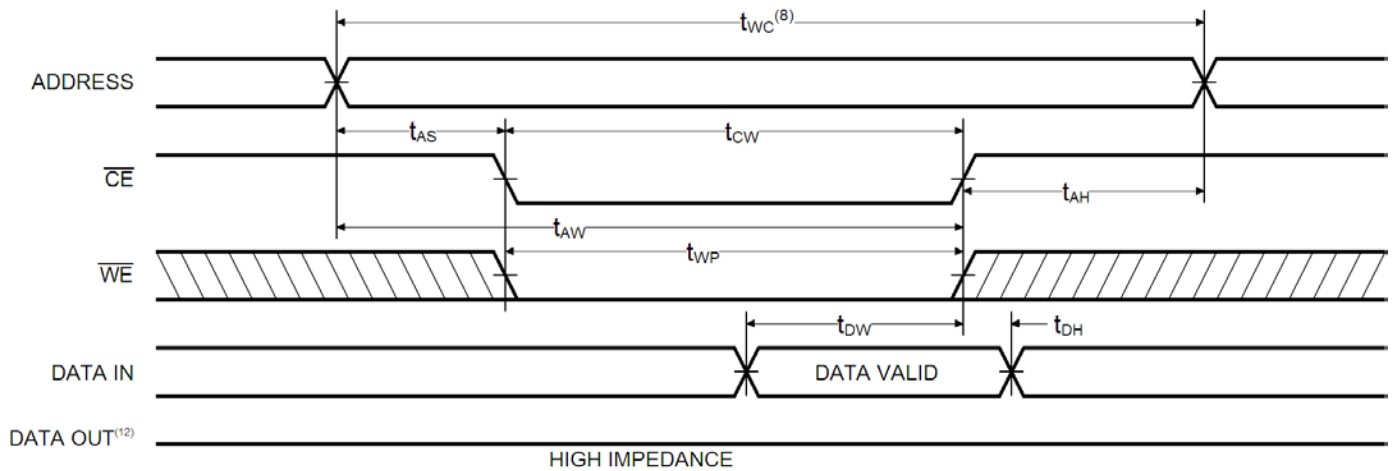 tWC(8)
ADDRESS
tAS tCW
CE
tAH
tAW
tWP
WE
tDW tDH
DATA IN DATA VALID
DATA OUT(12)
HIGH IMPEDANCE